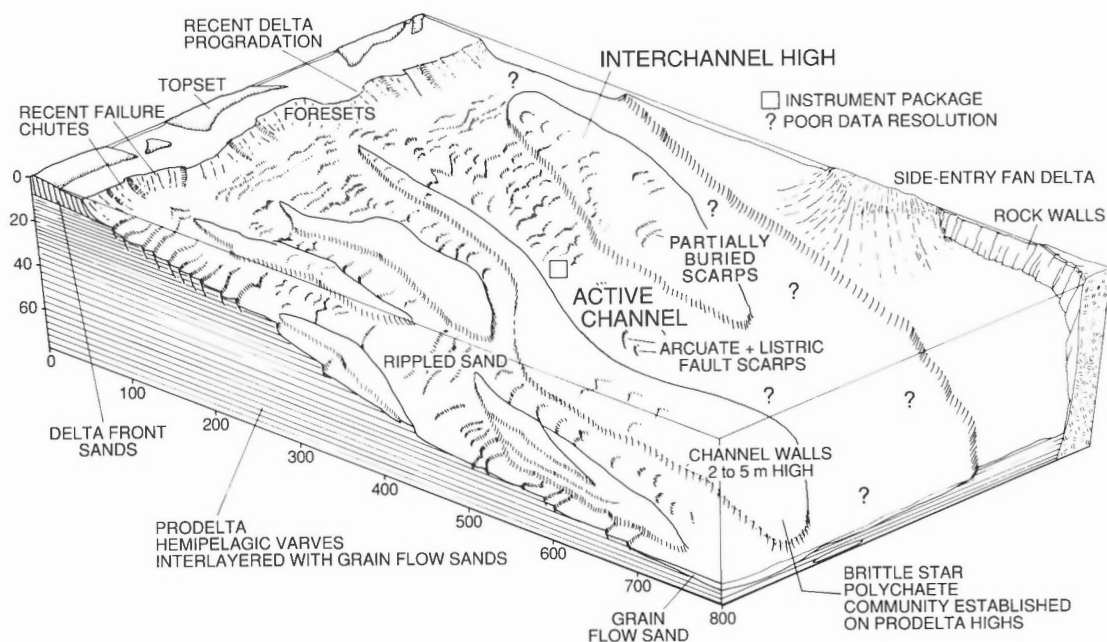 RECENT DELTA
PROGRADATION
INTERCHANNEL HIGH
TOPSET
INSTRUMENT PACKAGE
? POOR DATA RESOLUTION
RECENT FAILURE
CHUTES
FORESETS
?
SIDE-ENTRY FAN DELTA
ROCK WALLS
?
PARTIALLY
BURIED
SCARPS
?
ACTIVE
CHANNEL
ARCUATE + LISTRIC
FAULT SCARPS
RIPPLED SAND
?
?
CHANNEL WALLS
2 to 5 m HIGH
?
0
20
40
60
0
100
200
300
400
500
600
700
800
DELTA FRONT
SANDS
PRODELTA
HEMIPELAGIC VARVES
INTERLAYERED WITH GRAIN FLOW SANDS
GRAIN
FLOW SAND
BRITTLE STAR
POLYCHAETE
COMMUNITY ESTABLISHED
ON PRODELTA HIGHS